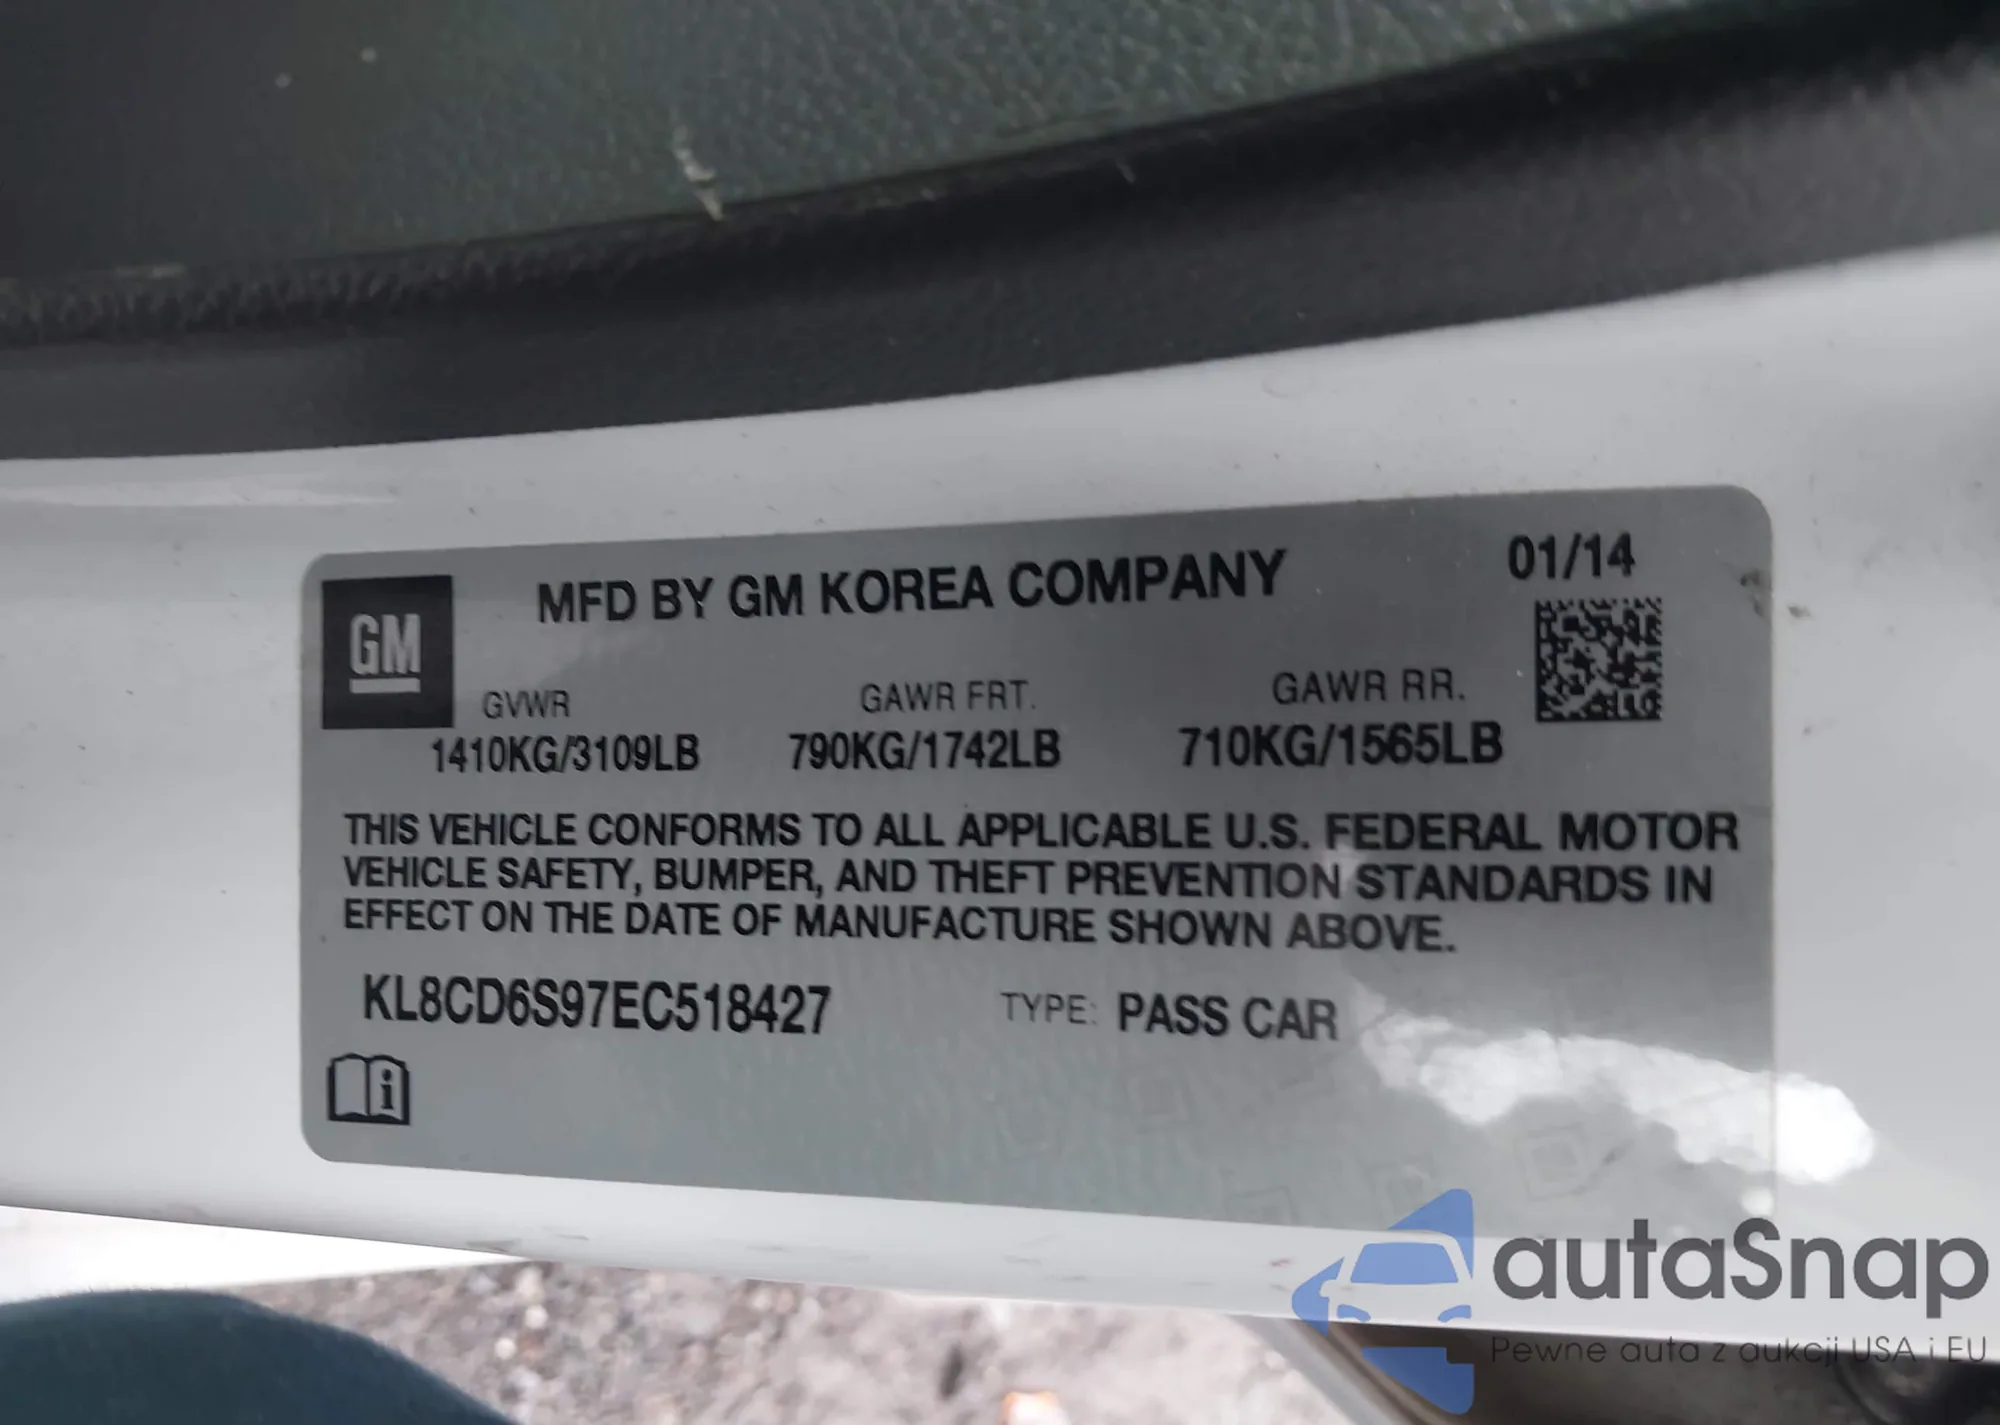 MFD BY GM KOREA COMPANY 01/14
GM
GVWR GAWR FRT. GAWR RR.
1410KG/3109LB 790KG/1742LB 710KG/1565LB
THIS VEHICLE CONFORMS TO ALL APPLICABLE U.S. FEDERAL MOTOR
VEHICLE SAFETY, BUMPER, AND THEFT PREVENTION STANDARDS IN
EFFECT ON THE DATE OF MANUFACTURE SHOWN ABOVE.
KL8CD6S97EC518427 TYPE: PASS CAR
i
autaSnap
Pewne auta z aukcji USA i EU